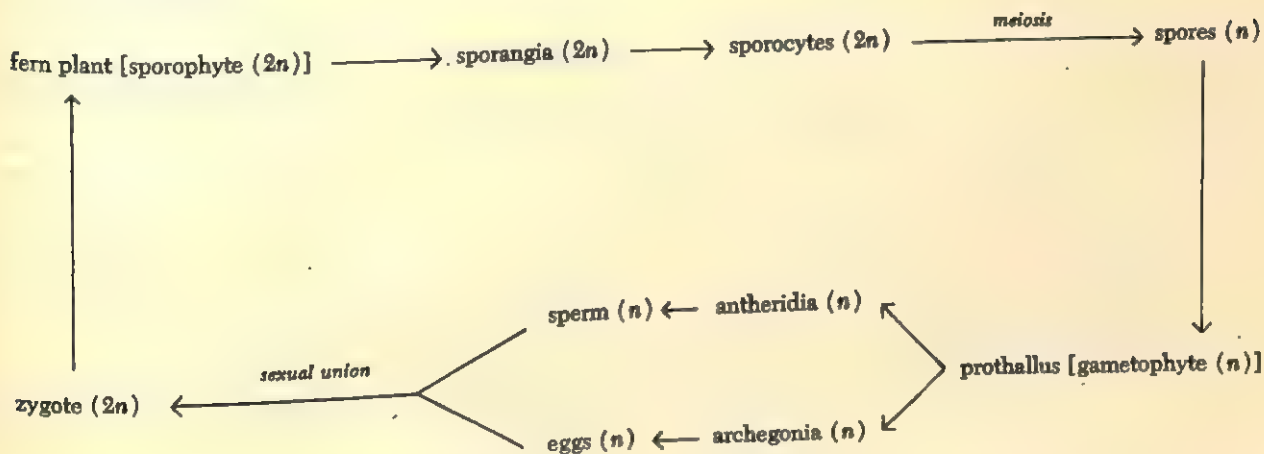 meiosis
fern plant [sporophyte (2n)]
sporangia (2n)
sporocytes (2n)
spores (n)
sperm (n)
antheridia (n)
prothallus [gametophyte (n)]
sexual union
zygote (2n)
eggs (n)
archegonia (n)